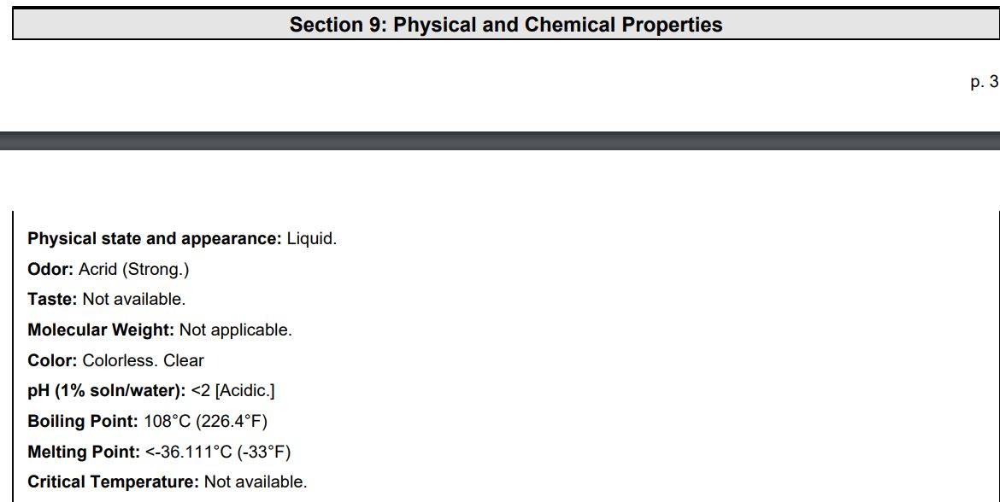 Section 9: Physical and Chemical Properties
p. 3
Physical state and appearance: Liquid.
Odor: Acrid (Strong.)
Taste: Not available.
Molecular Weight: Not applicable.
Color: Colorless. Clear
pH (1% soln/water): <2 [Acidic.]
Boiling Point: 108°C (226.4°F)
Melting Point: <-36.111°C (-33°F)
Critical Temperature: Not available.